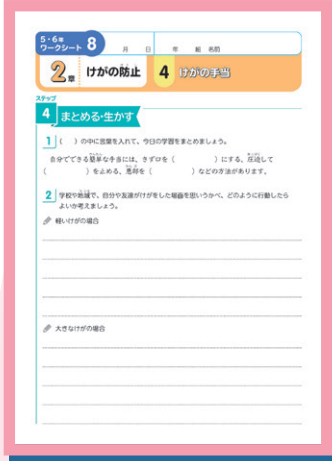 5・6年
ワークシート 8 月 日 年 組 名前
2章 けがの防止 4 けがの手当
ステップ
4 まとめる・生かす
1 ( )の中に言葉を入れて、今日の学習をまとめましょう。
自分でできる簡単な手当には、きず口を( )にする、圧迫して
( )を止める、患部を( )などの方法があります。
2 学校や地域で、自分や友達がけがをした場面を思いうかべ、どのように行動したら
よいか考えましょう。
軽いけがの場合
大きなけがの場合